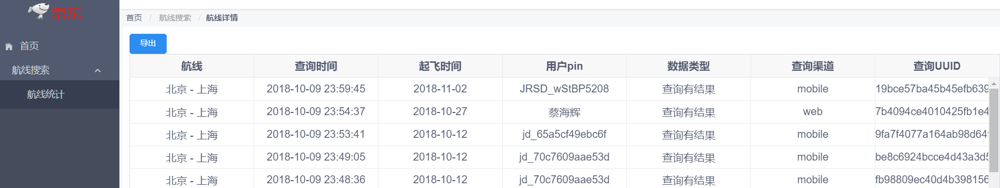 京东
首页
航线搜索
航线统计
首页 / 航线搜索 / 航线详情
导出
航线 查询时间 起飞时间 用户pin 数据类型 查询渠道 查询UUID
北京 - 上海 2018-10-09 23:59:45 2018-11-02 JRSD_wStBP5208 查询有结果 mobile 19bce57ba45b45efb639
北京 - 上海 2018-10-09 23:54:37 2018-10-27 蔡海辉 查询有结果 web 7b4094ce4010425fb1e4
北京 - 上海 2018-10-09 23:53:41 2018-10-12 jd_65a5cf49ebc6f 查询有结果 mobile 9fa7f4077a164ab98d649
北京 - 上海 2018-10-09 23:49:05 2018-10-12 jd_70c7609aae53d 查询有结果 mobile be8c6924bcce4d43a3d5
北京 - 上海 2018-10-09 23:48:36 2018-10-12 jd_70c7609aae53d 查询有结果 mobile fb98809ec40d4b398156